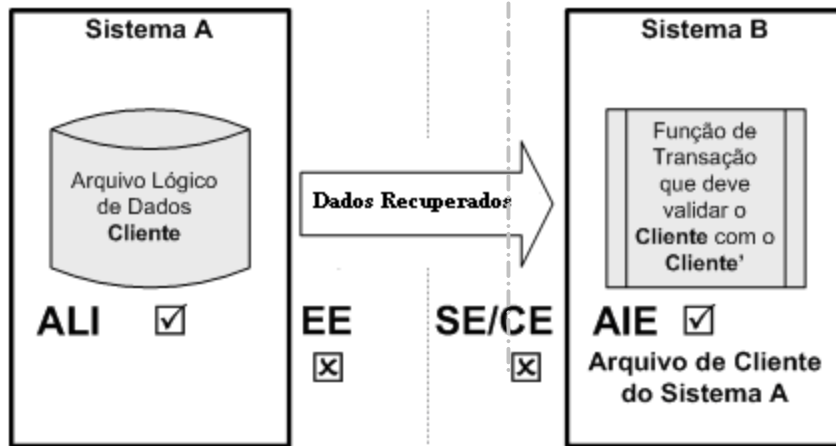 Sistema A
Arquivo Lógico
de Dados
Cliente
ALI
Dados Recuperados
EE
SE/CE
Sistema B
Função de
Transação
que deve
validar o
Cliente com o
Cliente'
AIE
Arquivo de Cliente
do Sistema A